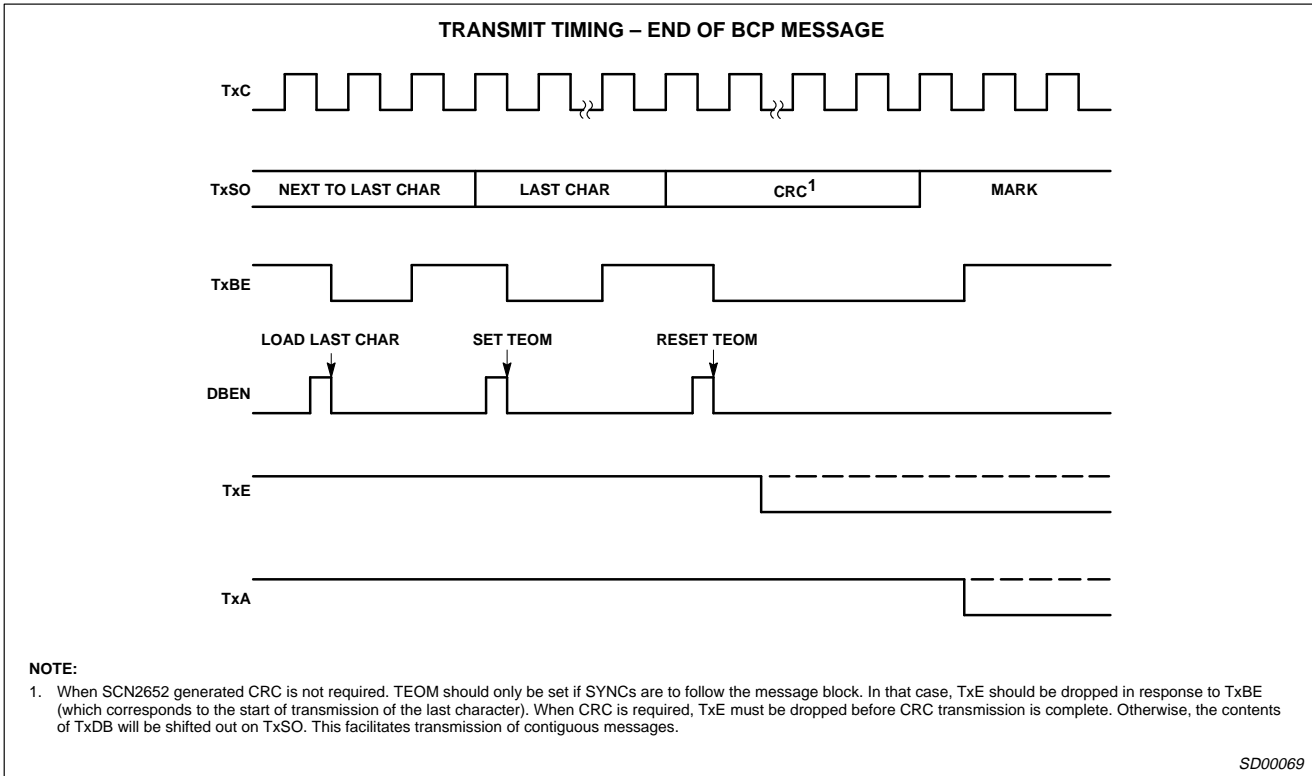 TRANSMIT TIMING – END OF BCP MESSAGE
TxC
TxSO
NEXT TO LAST CHAR
LAST CHAR
CRC1
MARK
TxBE
LOAD LAST CHAR
SET TEOM
RESET TEOM
DBEN
TxE
TxA
NOTE:
1. When SCN2652 generated CRC is not required. TEOM should only be set if SYNCs are to follow the message block. In that case, TxE should be dropped in response to TxBE
(which corresponds to the start of transmission of the last character). When CRC is required, TxE must be dropped before CRC transmission is complete. Otherwise, the contents
of TxDB will be shifted out on TxSO. This facilitates transmission of contiguous messages.
SD00069